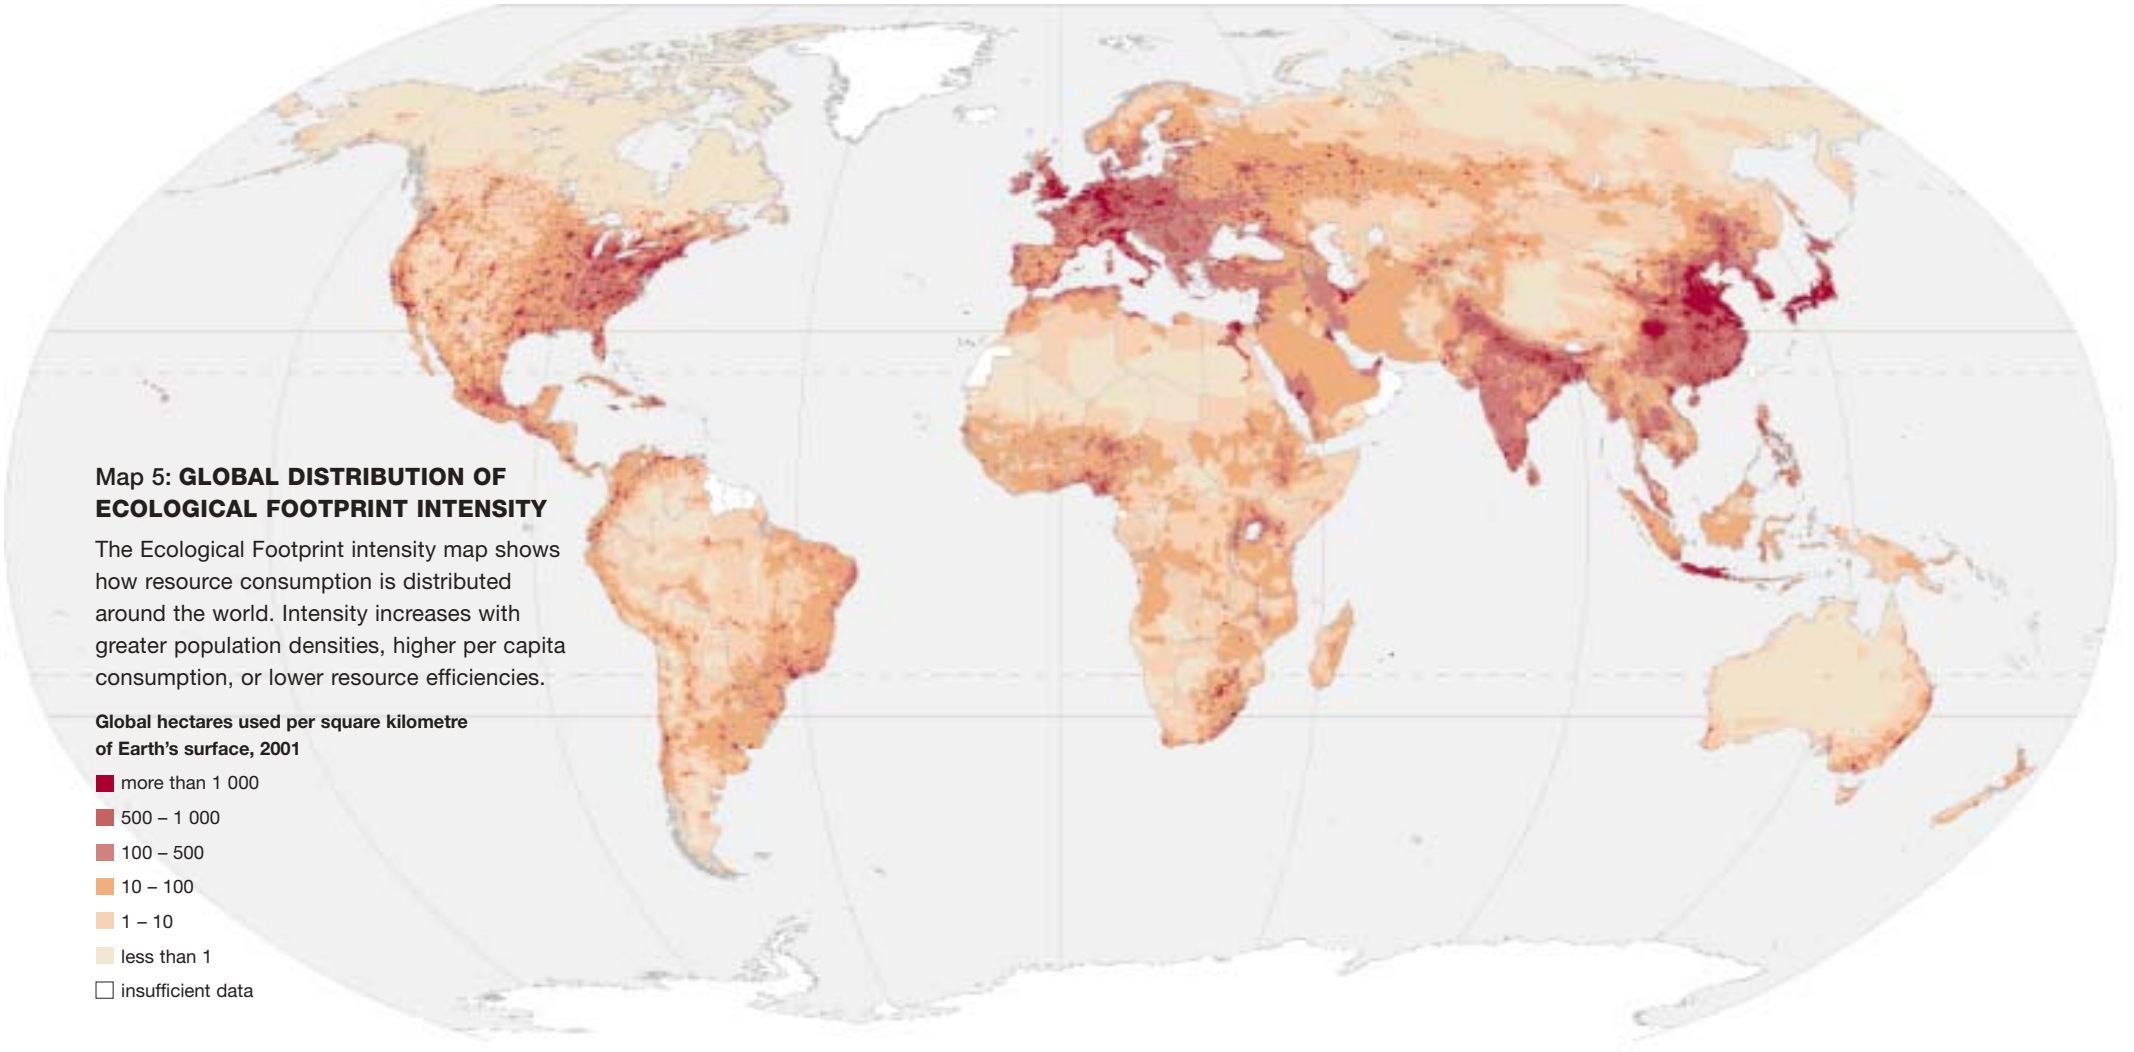 Map 5: GLOBAL DISTRIBUTION OF
ECOLOGICAL FOOTPRINT INTENSITY
The Ecological Footprint intensity map shows
how resource consumption is distributed
around the world. Intensity increases with
greater population densities, higher per capita
consumption, or lower resource efficiencies.
Global hectares used per square kilometre
of Earth’s surface, 2001
more than 1 000
500 – 1 000
100 – 500
10 – 100
1 – 10
less than 1
insufficient data